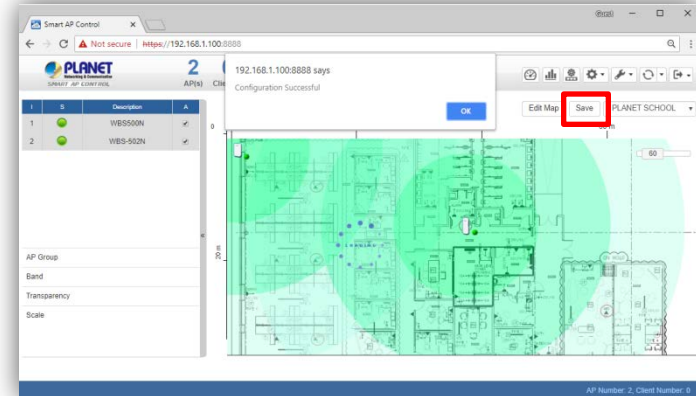 Smart AP Control
Guest
Not secure | https://192.168.1.100:8888
PLANET
Networking & Communication
SMART AP CONTROL
2
AP(s)
192.168.1.100:8888 says
Configuration Successful
OK
Edit Map
Save
PLANET SCHOOL
I S Description A
1 WBS500N
2 WBS-502N
0
60
20 m
LOADING
AP Group
Band
Transparency
Scale
AP Number: 2, Client Number: 0